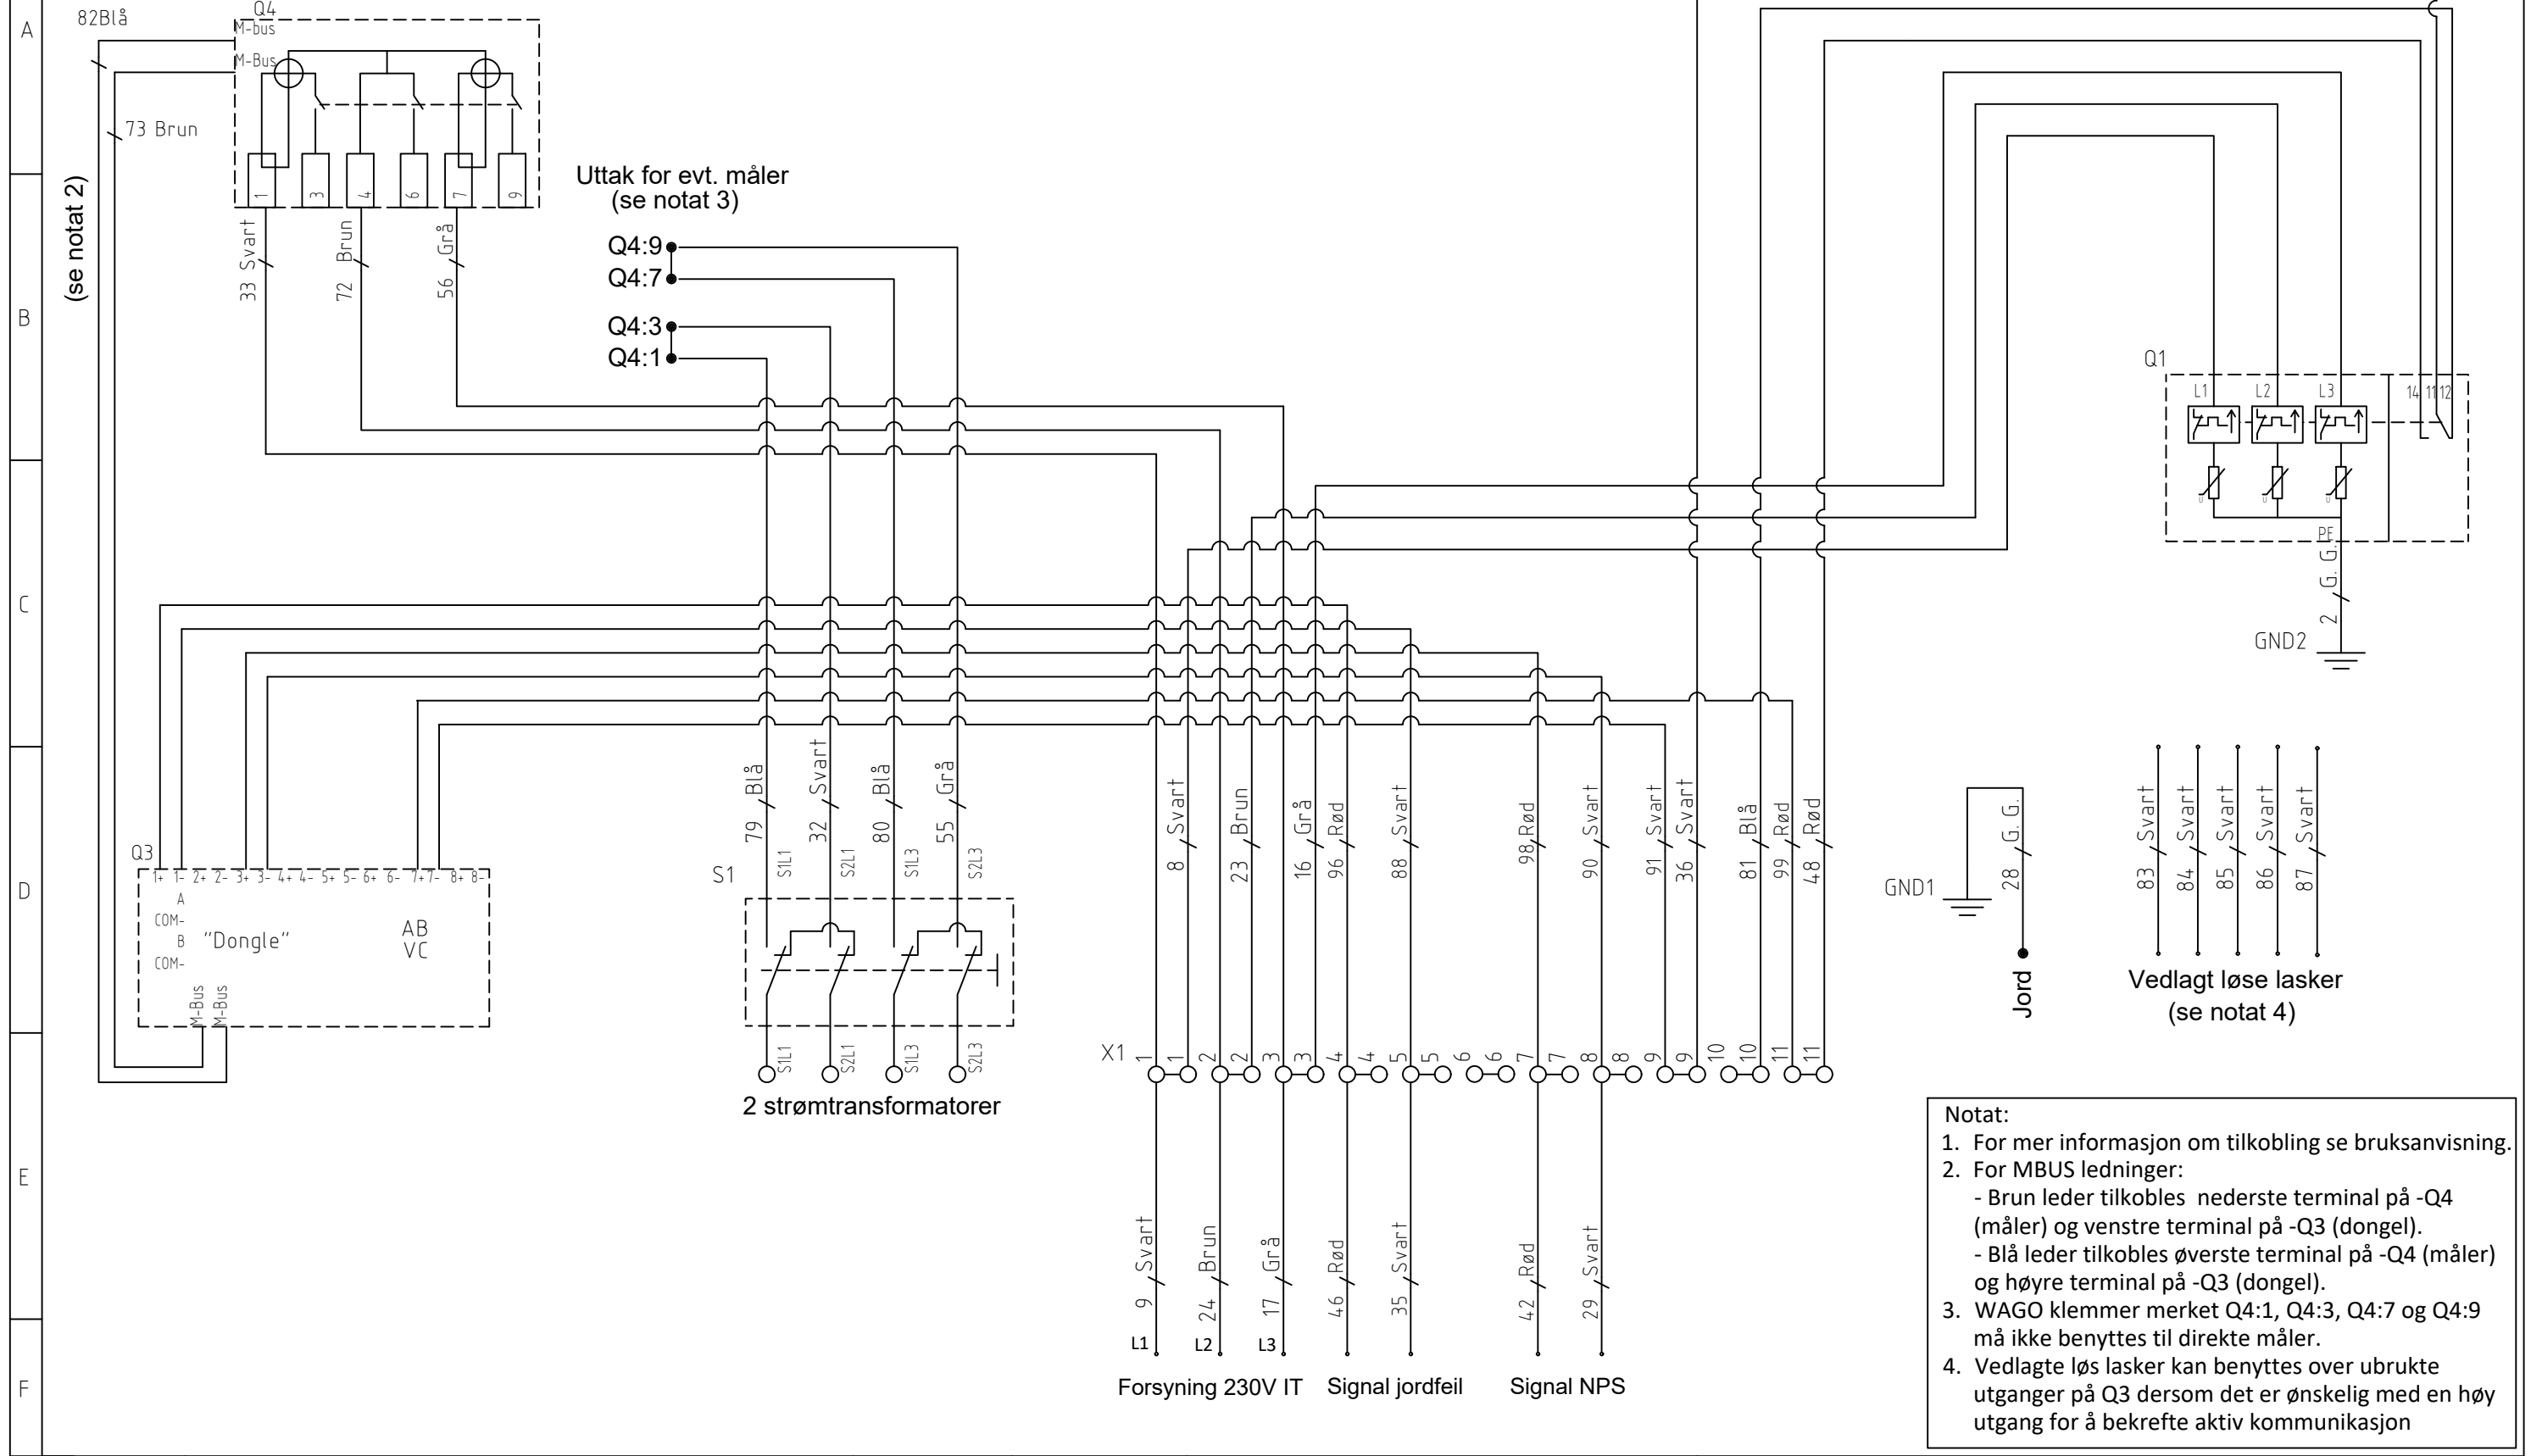 A
B
C
D
E
F
82Blå
Q4
M-bus
M-Bus
73 Brun
(se notat 2)
1
3
4
6
7
9
33 Svart
72 Brun
56 Grå
Uttak for evt. måler
(se notat 3)
Q4:9
Q4:7
Q4:3
Q4:1
Q1
L1
L2
L3
14
11
12
U
U
U
PE
2 G. G.
GND2
79 Blå
32 Svart
80 Blå
55 Grå
S1L1
S2L1
S1L3
S2L3
S1
S1L1
S2L1
S1L3
S2L3
2 strømtransformatorer
Q3
1+ 1- 2+ 2- 3+ 3- 4+ 4- 5+ 5- 6+ 6- 7+ 7- 8+ 8-
A
COM-
B
COM-
"Dongle"
AB
VC
M-Bus
M-Bus
8 Svart
23 Brun
16 Grå
96 Rød
88 Svart
98 Rød
90 Svart
91 Svart
36 Svart
81 Blå
99 Rød
48 Rød
X1
1 1 2 2 3 3 4 4 5 5 6 6 7 7 8 8 9 9 10 10 11 11
9 Svart
24 Brun
17 Grå
46 Rød
35 Svart
42 Rød
29 Svart
L1
L2
L3
Forsyning 230V IT
Signal jordfeil
Signal NPS
GND1
28 G. G.
Jord
83 Svart
84 Svart
85 Svart
86 Svart
87 Svart
Vedlagt løse lasker
(se notat 4)
Notat:
1. For mer informasjon om tilkobling se bruksanvisning.
2. For MBUS ledninger:
- Brun leder tilkobles nederste terminal på -Q4
(måler) og venstre terminal på -Q3 (dongel).
- Blå leder tilkobles øverste terminal på -Q4 (måler)
og høyre terminal på -Q3 (dongel).
3. WAGO klemmer merket Q4:1, Q4:3, Q4:7 og Q4:9
må ikke benyttes til direkte måler.
4. Vedlagte løs lasker kan benyttes over ubrukte
utganger på Q3 dersom det er ønskelig med en høy
utgang for å bekrefte aktiv kommunikasjon